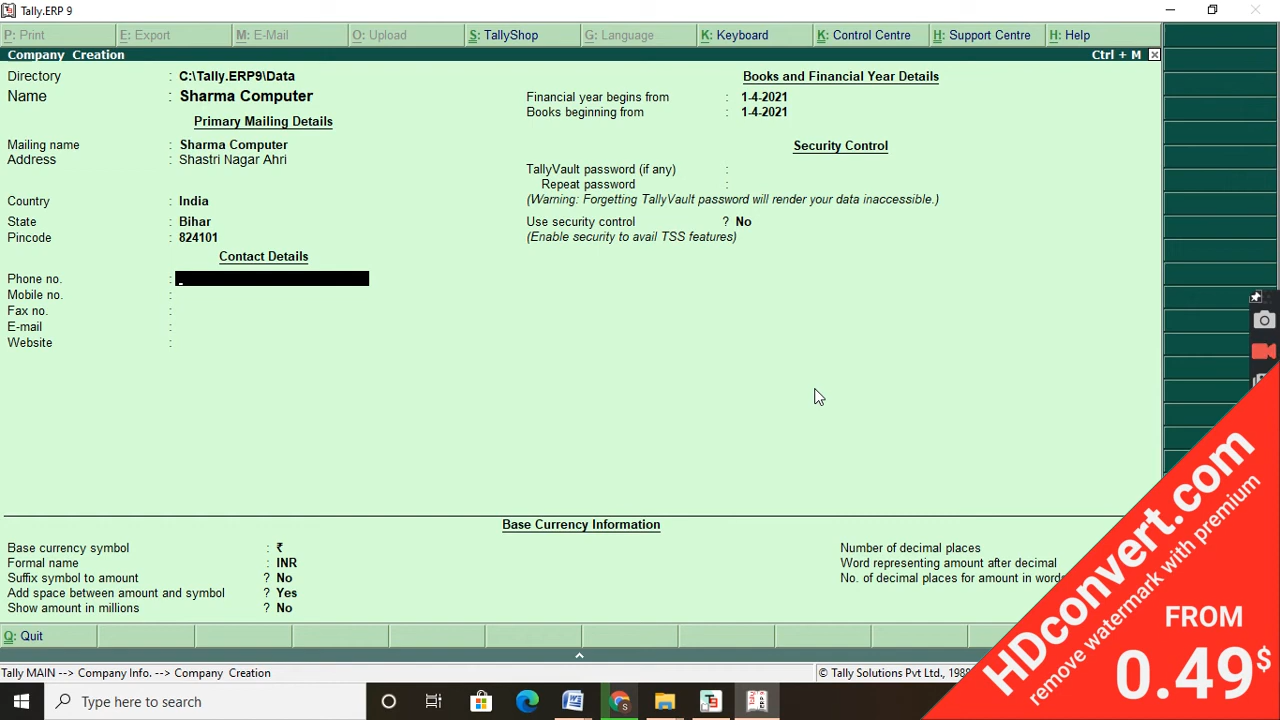 Tally.ERP 9
P: Print
E: Export
M: E-Mail
O: Upload
S: TallyShop
G: Language
K: Keyboard
K: Control Centre
H: Support Centre
H: Help
Company Creation
Ctrl + M
Directory : C:\Tally.ERP9\Data
Name : Sharma Computer
Primary Mailing Details
Mailing name : Sharma Computer
Address : Shastri Nagar Ahri
Country : India
State : Bihar
Pincode : 824101
Contact Details
Phone no. :
Mobile no. :
Fax no. :
E-mail :
Website :
Books and Financial Year Details
Financial year begins from : 1-4-2021
Books beginning from : 1-4-2021
Security Control
TallyVault password (if any) :
Repeat password :
(Warning: Forgetting TallyVault password will render your data inaccessible.)
Use security control ? No
(Enable security to avail TSS features)
Base Currency Information
Base currency symbol : ₹
Formal name : INR
Suffix symbol to amount ? No
Add space between amount and symbol ? Yes
Show amount in millions ? No
Number of decimal places
Word representing amount after decimal
No. of decimal places for amount in words
Q: Quit
Tally MAIN --> Company Info. --> Company Creation
© Tally Solutions Pvt Ltd.,
Type here to search
HDconvert.com
remove watermark with premium
FROM
0.49$